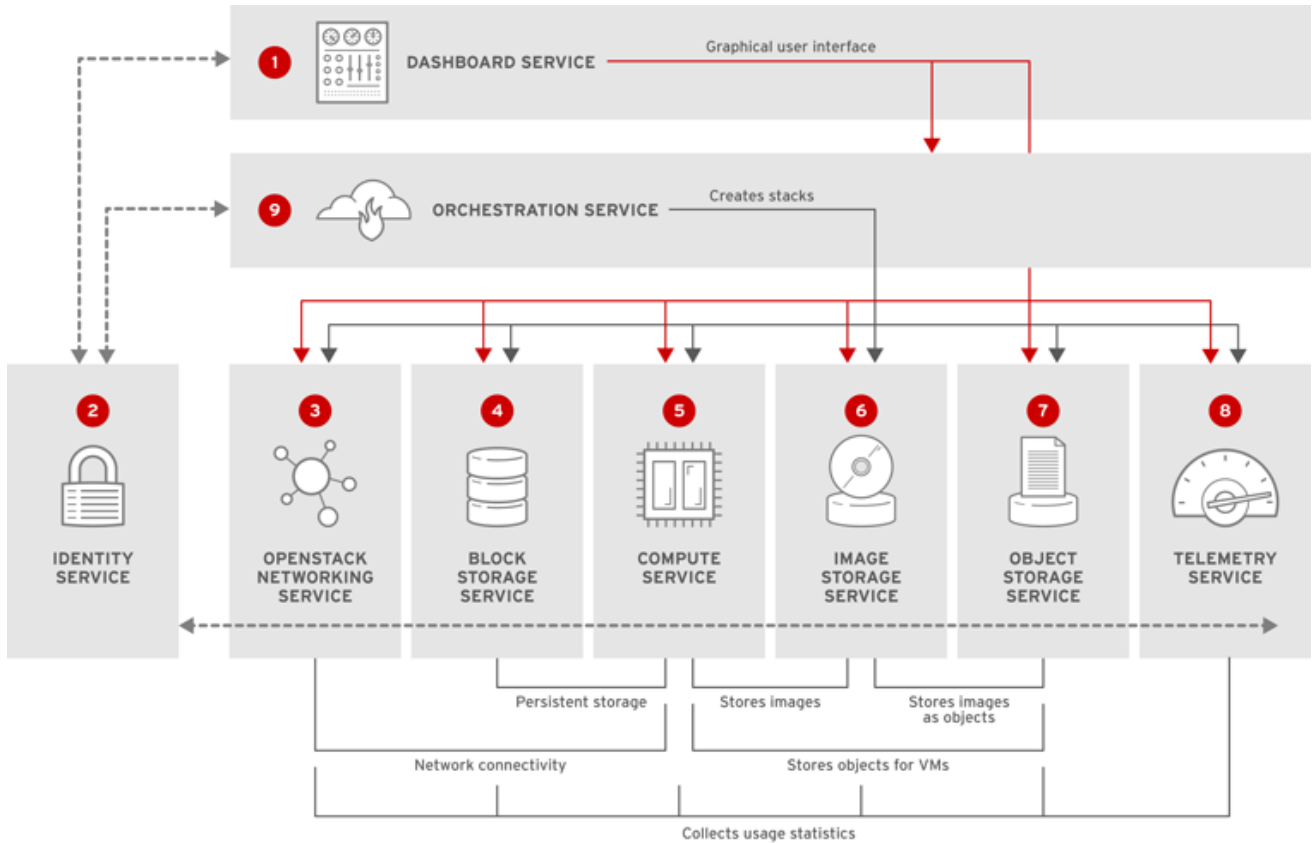 1
DASHBOARD SERVICE
Graphical user interface
9
ORCHESTRATION SERVICE
Creates stacks
2
IDENTITY
SERVICE
3
OPENSTACK
NETWORKING
SERVICE
4
BLOCK
STORAGE
SERVICE
5
COMPUTE
SERVICE
6
IMAGE
STORAGE
SERVICE
7
OBJECT
STORAGE
SERVICE
8
TELEMETRY
SERVICE
Persistent storage
Stores images
Stores images
as objects
Network connectivity
Stores objects for VMs
Collects usage statistics